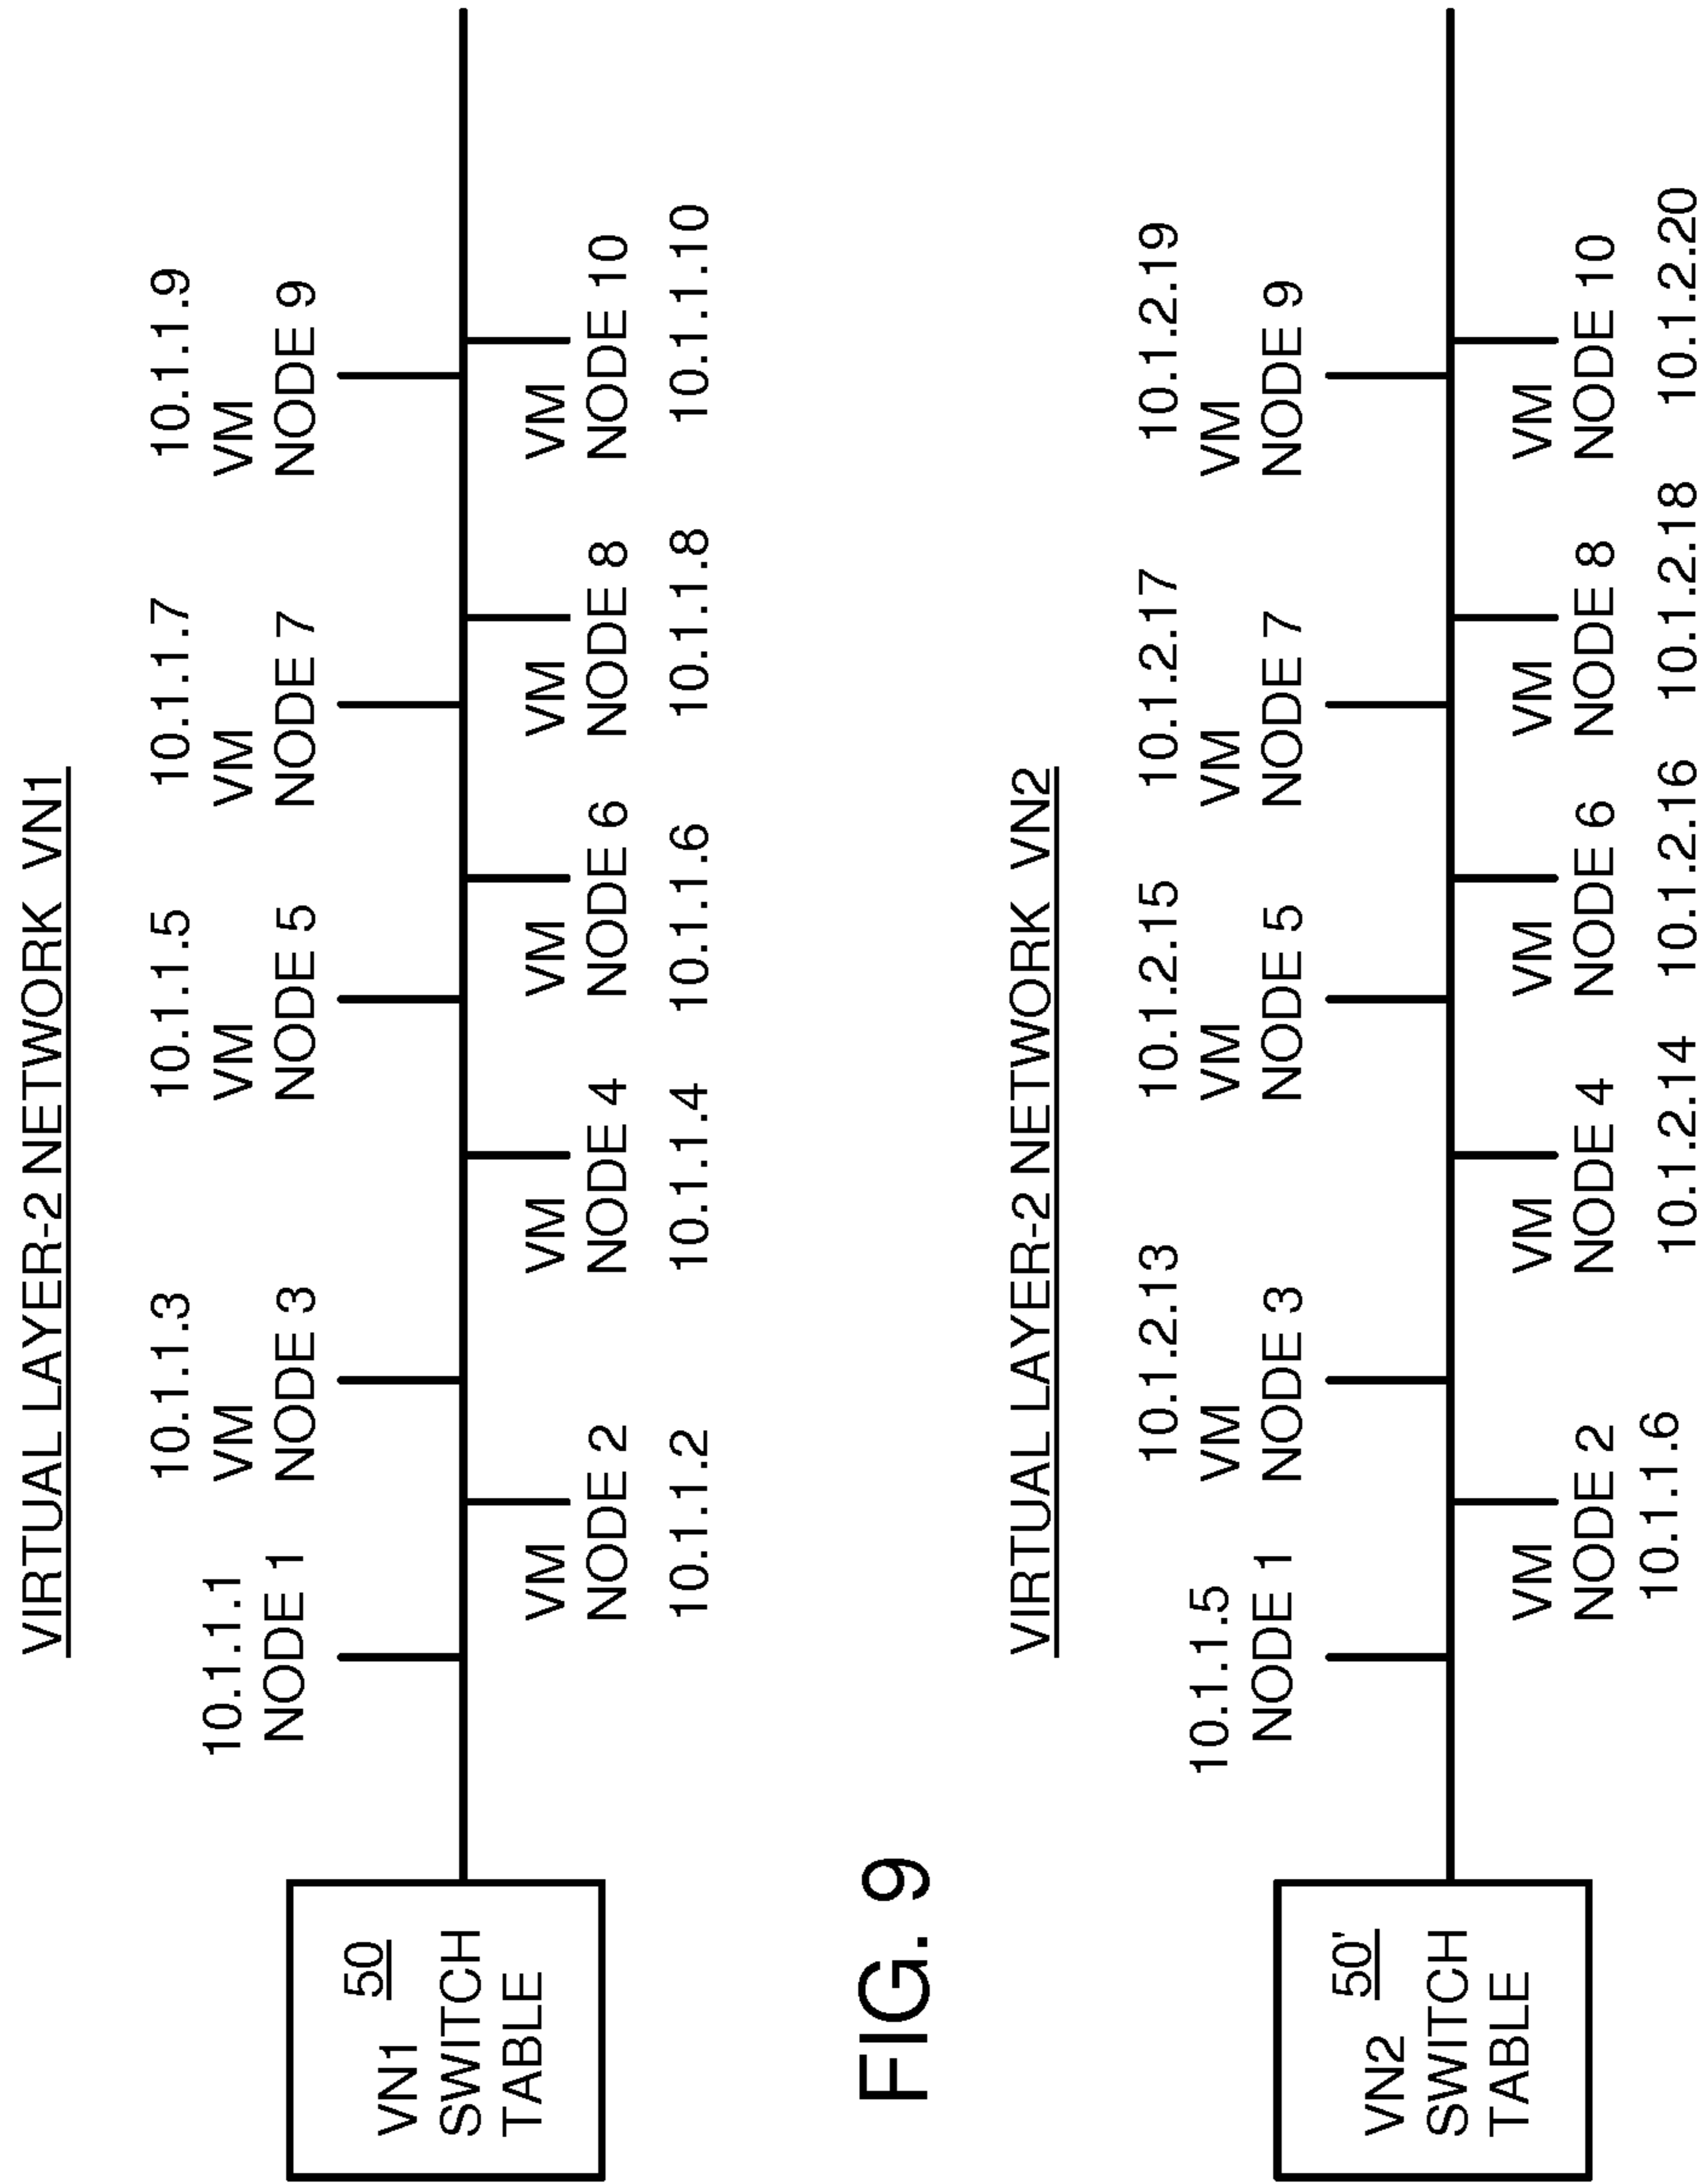 VIRTUAL LAYER-2 NETWORK VN1
VN1 50
SWITCH
TABLE
10.1.1.1
NODE 1
10.1.1.3
VM
NODE 3
10.1.1.5
VM
NODE 5
10.1.1.7
VM
NODE 7
10.1.1.9
VM
NODE 9
VM
NODE 2
10.1.1.2
VM
NODE 4
10.1.1.4
VM
NODE 6
10.1.1.6
VM
NODE 8
10.1.1.8
VM
NODE 10
10.1.1.10
FIG. 9
VIRTUAL LAYER-2 NETWORK VN2
VN2 50'
SWITCH
TABLE
10.1.1.5
NODE 1
10.1.2.13
VM
NODE 3
10.1.2.15
VM
NODE 5
10.1.2.17
VM
NODE 7
10.1.2.19
VM
NODE 9
VM
NODE 2
10.1.1.6
VM
NODE 4
10.1.2.14
VM
NODE 6
10.1.2.16
VM
NODE 8
10.1.2.18
VM
NODE 10
10.1.2.20